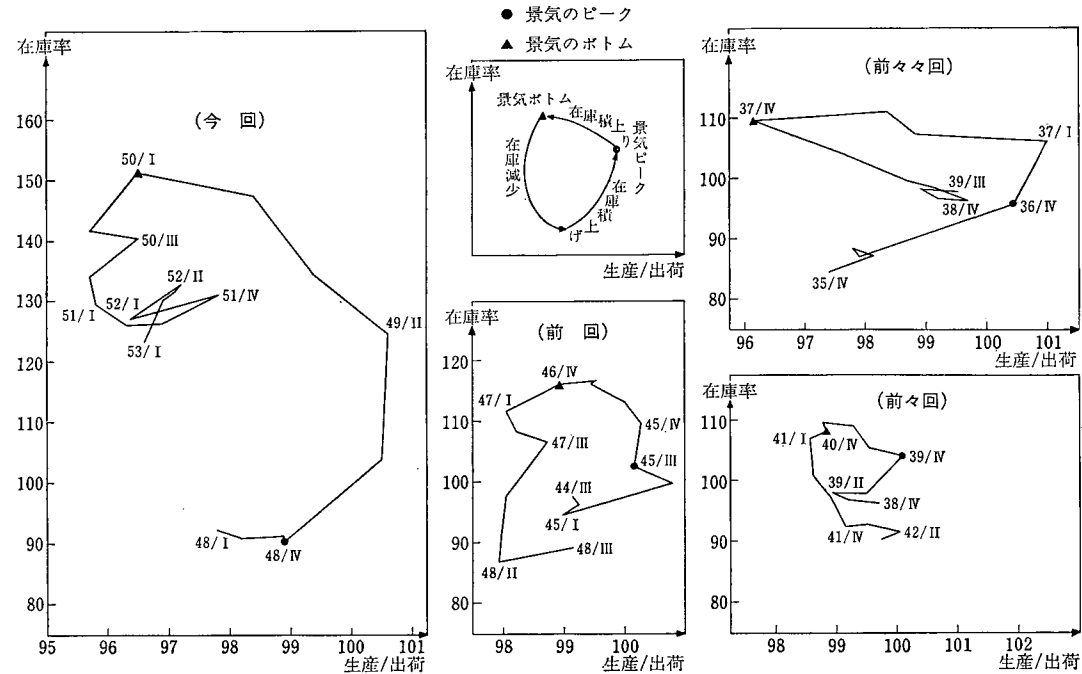 ● 景気のピーク
▲ 景気のボトム
在庫率
(今 回)
160
150
140
130
120
110
100
90
80
50/Ⅰ
50/Ⅲ
52/Ⅱ
52/Ⅰ
51/Ⅳ
51/Ⅰ
53/Ⅰ
49/Ⅱ
48/Ⅰ
48/Ⅳ
95 96 97 98 99 100 101
生産/出荷
在庫率
景気ボトム
在庫積上り
景気ピーク
在庫減少
在庫積上げ
生産/出荷
在庫率
(前 回)
120
110
100
90
80
46/Ⅳ
47/Ⅰ
45/Ⅳ
47/Ⅲ
45/Ⅲ
44/Ⅲ
45/Ⅰ
48/Ⅲ
48/Ⅱ
98 99 100
生産/出荷
在庫率
(前々々回)
110
100
90
80
37/Ⅳ
37/Ⅰ
39/Ⅲ
38/Ⅳ
36/Ⅳ
35/Ⅳ
96 97 98 99 100 101
生産/出荷
在庫率
(前々回)
110
100
90
80
41/Ⅰ
40/Ⅳ
39/Ⅳ
39/Ⅱ
38/Ⅳ
41/Ⅳ
42/Ⅱ
98 99 100 101 102
生産/出荷